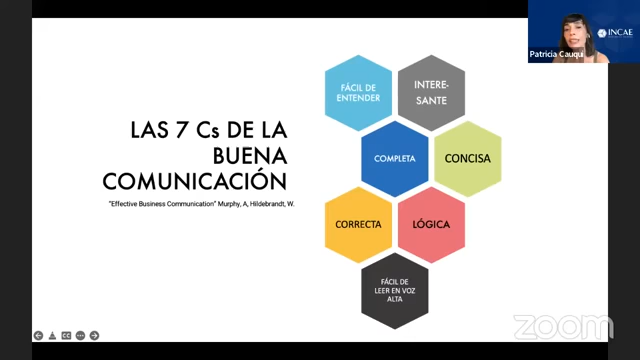 INCAE
Patricia Cauqui
LAS 7 Cs DE LA
BUENA
COMUNICACIÓN
"Effective Business Communication" Murphy, A, Hildebrandt, W.
FÁCIL DE
ENTENDER
INTERE-
SANTE
COMPLETA
CONCISA
CORRECTA
LÓGICA
FÁCIL DE
LEER EN VOZ
ALTA
CC
zoom